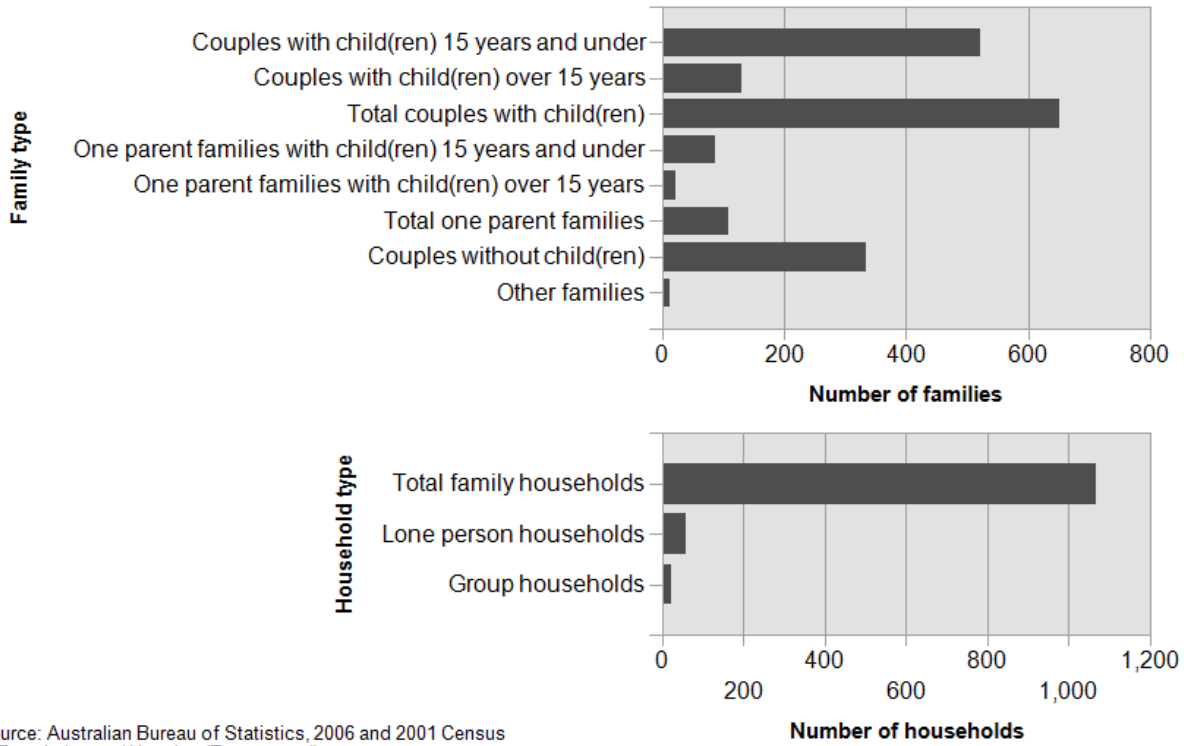 Family type
Couples with child(ren) 15 years and under
Couples with child(ren) over 15 years
Total couples with child(ren)
One parent families with child(ren) 15 years and under
One parent families with child(ren) over 15 years
Total one parent families
Couples without child(ren)
Other families
0 200 400 600 800
Number of families
Household type
Total family households
Lone person households
Group households
0 400 800 1,200
200 600 1,000
Number of households
urce: Australian Bureau of Statistics, 2006 and 2001 Census